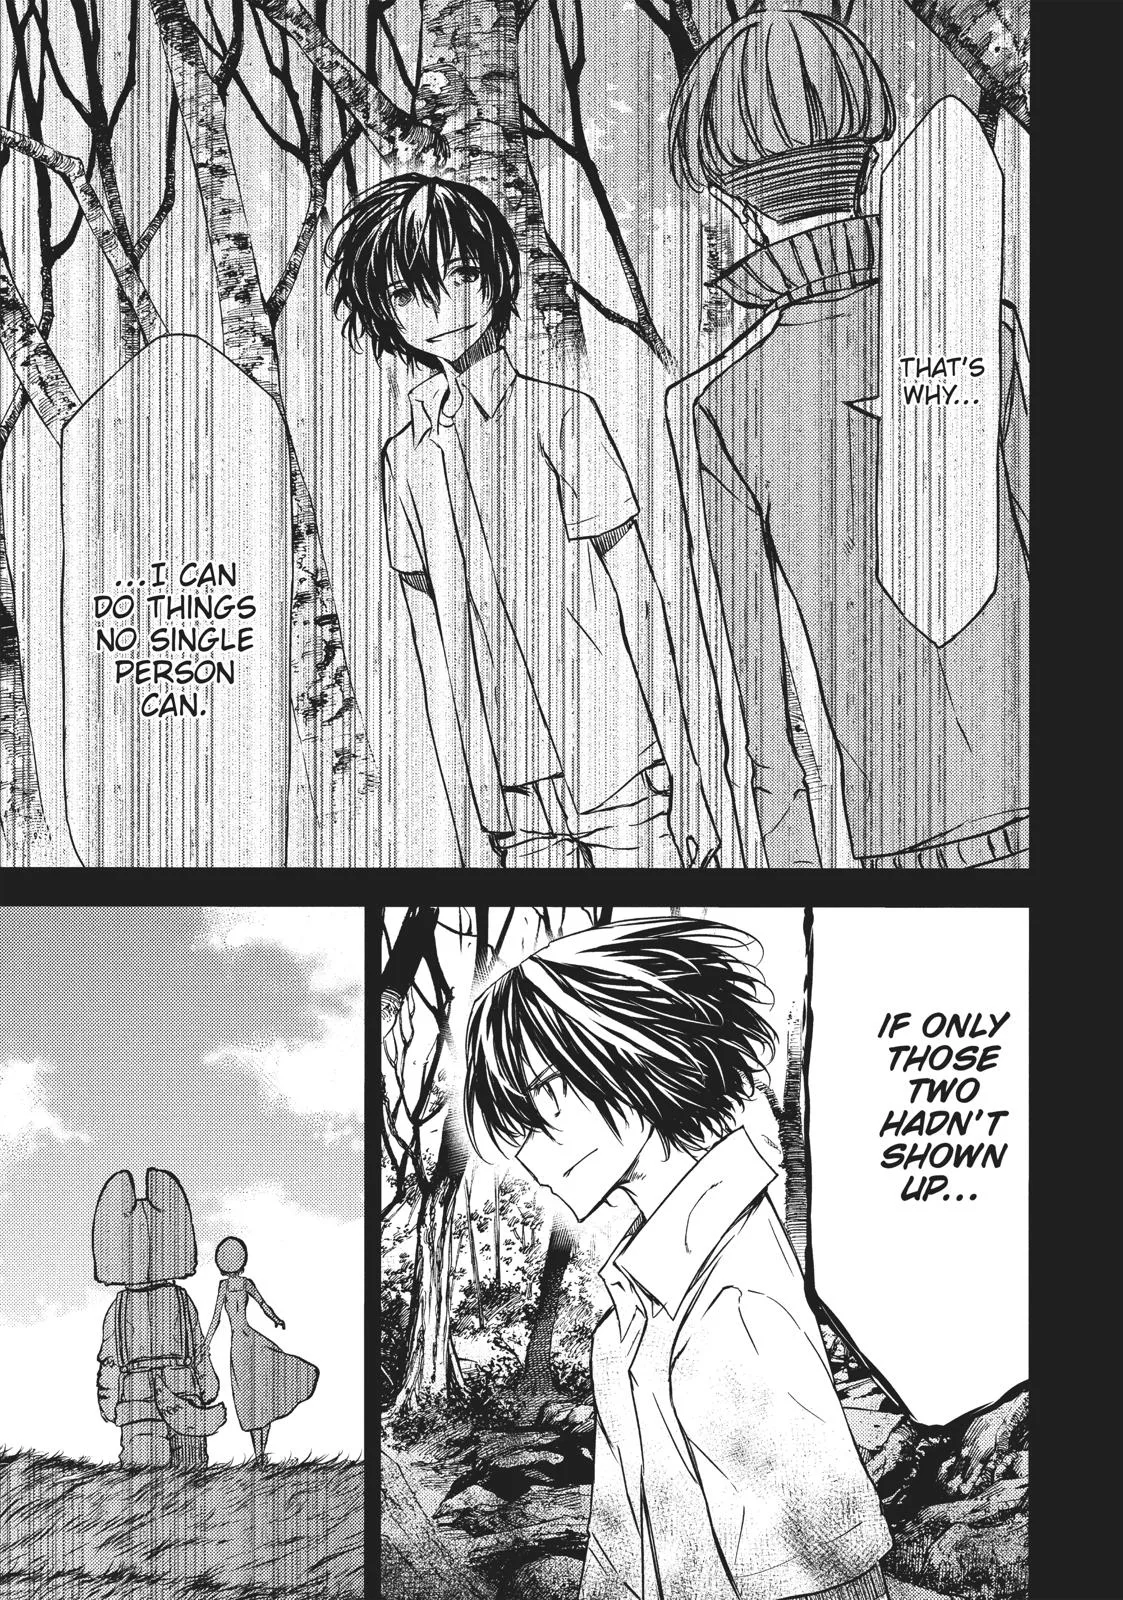 THAT'S
WHY...
...I CAN
DO THINGS
NO SINGLE
PERSON
CAN.
IF ONLY
THOSE
TWO
HADN'T
SHOWN
UP...